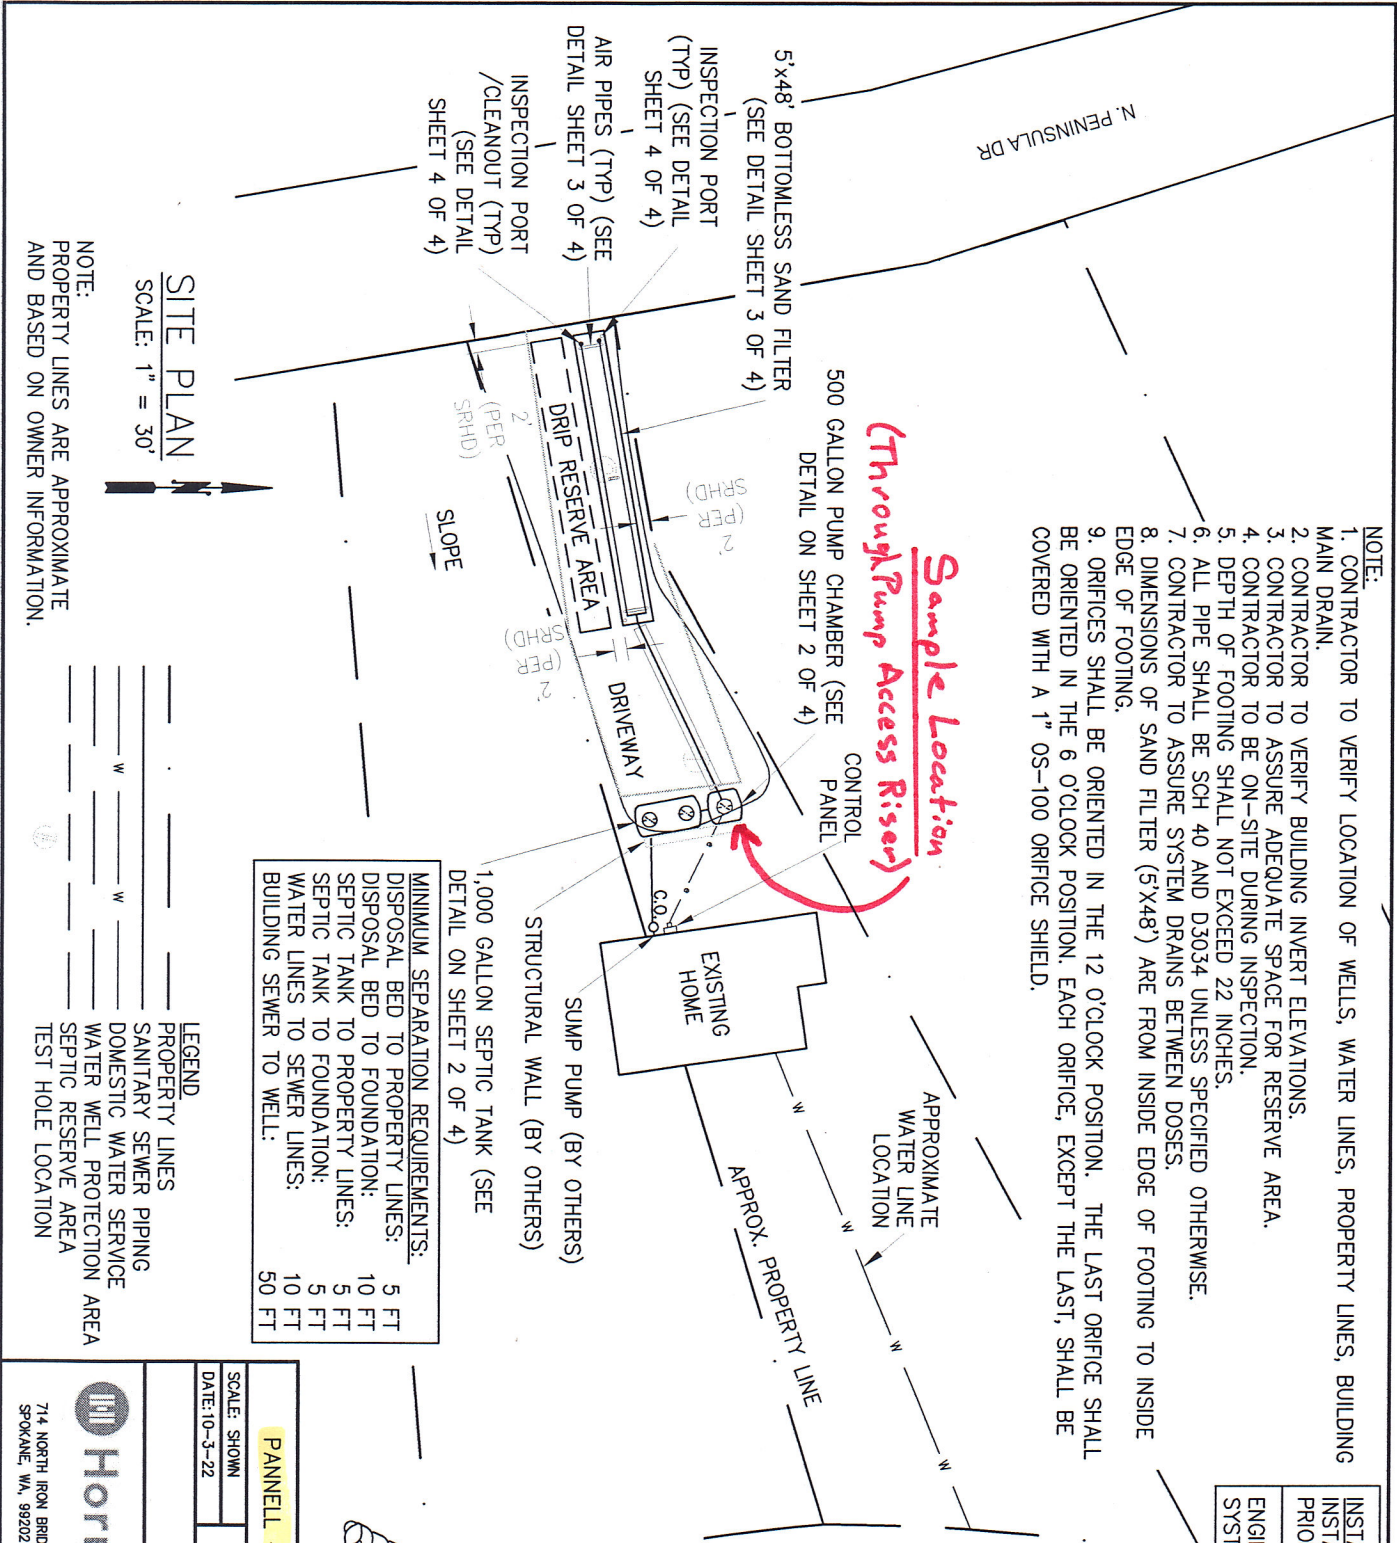 NOTE:
1. CONTRACTOR TO VERIFY LOCATION OF WELLS, WATER LINES, PROPERTY LINES, BUILDING
MAIN DRAIN.
2. CONTRACTOR TO VERIFY BUILDING INVERT ELEVATIONS.
3. CONTRACTOR TO ASSURE ADEQUATE SPACE FOR RESERVE AREA.
4. CONTRACTOR TO BE ON-SITE DURING INSPECTION.
5. DEPTH OF FOOTING SHALL NOT EXCEED 22 INCHES.
6. ALL PIPE SHALL BE SCH 40 AND D3034 UNLESS SPECIFIED OTHERWISE.
7. CONTRACTOR TO ASSURE SYSTEM DRAINS BETWEEN DOSES.
8. DIMENSIONS OF SAND FILTER (5'X48') ARE FROM INSIDE EDGE OF FOOTING TO INSIDE
EDGE OF FOOTING.
9. ORIFICES SHALL BE ORIENTED IN THE 12 O'CLOCK POSITION. THE LAST ORIFICE SHALL
BE ORIENTED IN THE 6 O'CLOCK POSITION. EACH ORIFICE, EXCEPT THE LAST, SHALL BE
COVERED WITH A 1" OS-100 ORIFICE SHIELD.
N. PENINSULA DR
5'x48' BOTTOMLESS SAND FILTER
(SEE DETAIL SHEET 3 OF 4)
INSPECTION PORT
(TYP) (SEE DETAIL
SHEET 4 OF 4)
AIR PIPES (TYP) (SEE
DETAIL SHEET 3 OF 4)
INSPECTION PORT
/CLEANOUT (TYP)
(SEE DETAIL
SHEET 4 OF 4)
Sample Location
(Through Pump Access Riser)
500 GALLON PUMP CHAMBER (SEE
DETAIL ON SHEET 2 OF 4)
CONTROL
PANEL
2'
(PER
SRHD)
2'
(PER
SRHD)
2'
(PER
SRHD)
DRIP RESERVE AREA
DRIVEWAY
SLOPE
C.O.
EXISTING
HOME
APPROXIMATE
WATER LINE
LOCATION
W
W
W
W
APPROX. PROPERTY LINE
SUMP PUMP (BY OTHERS)
STRUCTURAL WALL (BY OTHERS)
1,000 GALLON SEPTIC TANK (SEE
DETAIL ON SHEET 2 OF 4)
MINIMUM SEPARATION REQUIREMENTS:
DISPOSAL BED TO PROPERTY LINES: 5 FT
DISPOSAL BED TO FOUNDATION: 10 FT
SEPTIC TANK TO PROPERTY LINES: 5 FT
SEPTIC TANK TO FOUNDATION: 5 FT
WATER LINES TO SEWER LINES: 10 FT
BUILDING SEWER TO WELL: 50 FT
SITE PLAN
SCALE: 1" = 30'
N
NOTE:
PROPERTY LINES ARE APPROXIMATE
AND BASED ON OWNER INFORMATION.
LEGEND
PROPERTY LINES
SANITARY SEWER PIPING
W W DOMESTIC WATER SERVICE
WATER WELL PROTECTION AREA
SEPTIC RESERVE AREA
TEST HOLE LOCATION
PANNELL
SCALE: SHOWN
DATE: 10-3-22
714 NORTH IRON BRID
SPOKANE, WA, 99202